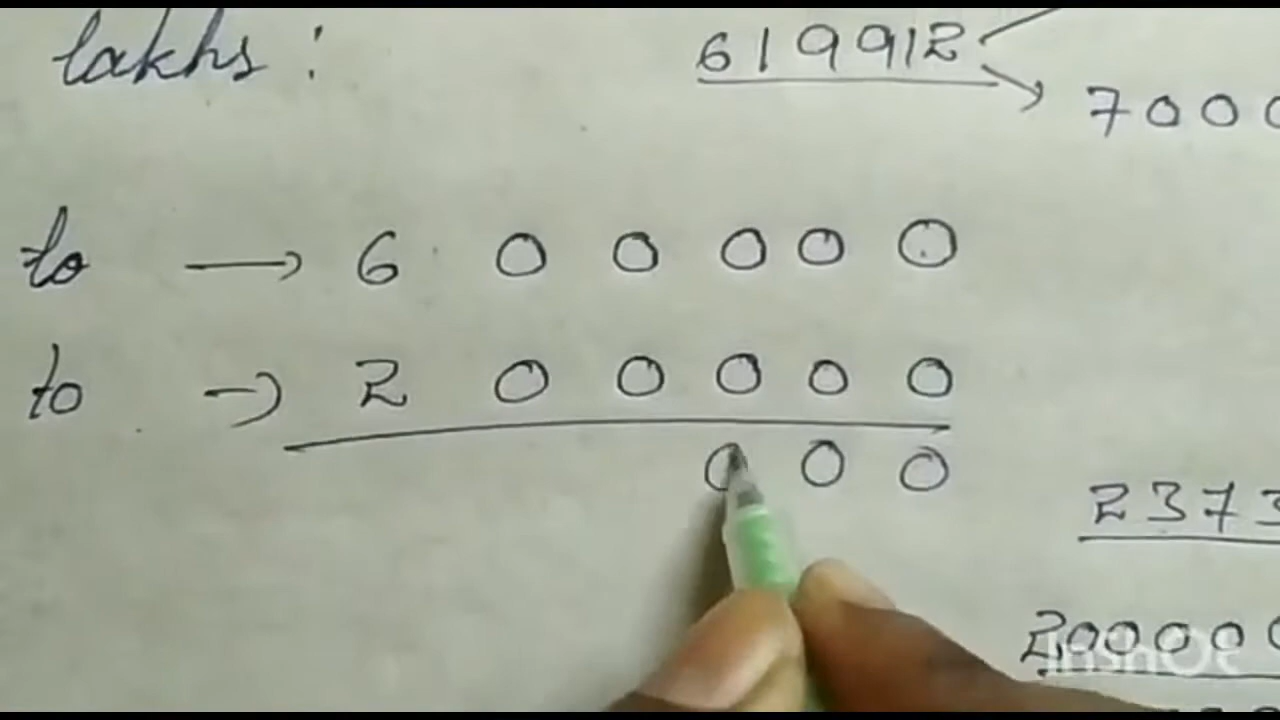 lakhs :
619912
7000
to → 6 0 0 0 0 0
to → 2 0 0 0 0 0
0 0 0
2373
200000